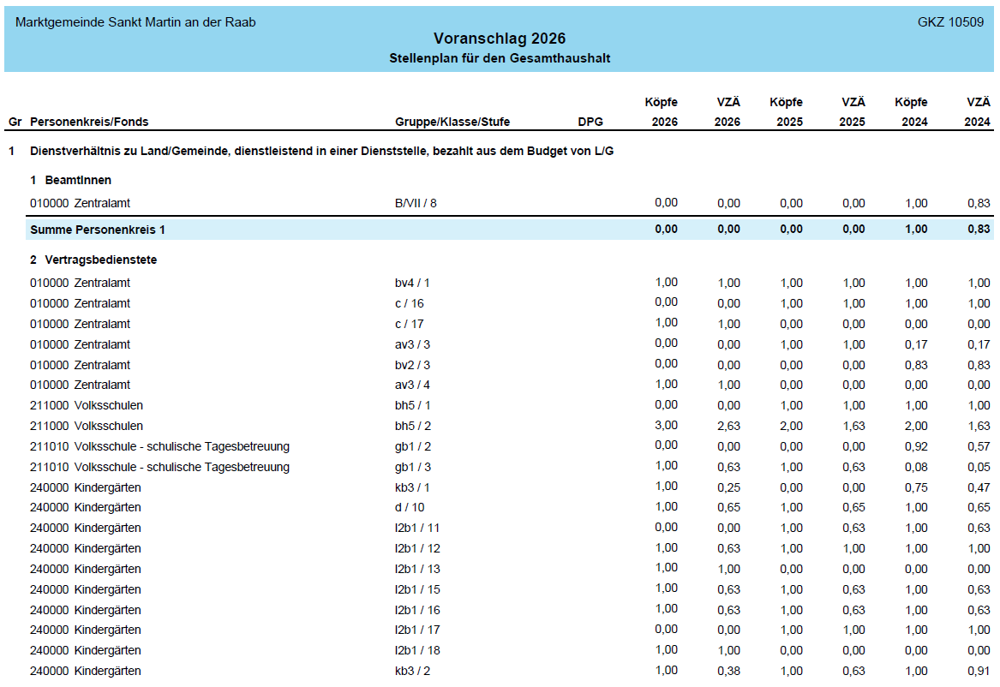 Marktgemeinde Sankt Martin an der Raab GKZ 10509
Voranschlag 2026
Stellenplan für den Gesamthaushalt
Köpfe VZÄ Köpfe VZÄ Köpfe VZÄ
Gr Personenkreis/Fonds Gruppe/Klasse/Stufe DPG 2026 2026 2025 2025 2024 2024
1 Dienstverhältnis zu Land/Gemeinde, dienstleistend in einer Dienststelle, bezahlt aus dem Budget von L/G
1 BeamtInnen
010000 Zentralamt B/VII / 8 0,00 0,00 0,00 0,00 1,00 0,83
Summe Personenkreis 1 0,00 0,00 0,00 0,00 1,00 0,83
2 Vertragsbedienstete
010000 Zentralamt bv4 / 1 1,00 1,00 1,00 1,00 1,00 1,00
010000 Zentralamt c / 16 0,00 0,00 1,00 1,00 1,00 1,00
010000 Zentralamt c / 17 1,00 1,00 0,00 0,00 0,00 0,00
010000 Zentralamt av3 / 3 0,00 0,00 1,00 1,00 0,17 0,17
010000 Zentralamt bv2 / 3 0,00 0,00 0,00 0,00 0,83 0,83
010000 Zentralamt av3 / 4 1,00 1,00 0,00 0,00 0,00 0,00
211000 Volksschulen bh5 / 1 0,00 0,00 1,00 1,00 1,00 1,00
211000 Volksschulen bh5 / 2 3,00 2,63 2,00 1,63 2,00 1,63
211010 Volksschule - schulische Tagesbetreuung gb1 / 2 0,00 0,00 0,00 0,00 0,92 0,57
211010 Volksschule - schulische Tagesbetreuung gb1 / 3 1,00 0,63 1,00 0,63 0,08 0,05
240000 Kindergärten kb3 / 1 1,00 0,25 0,00 0,00 0,75 0,47
240000 Kindergärten d / 10 1,00 0,65 1,00 0,65 1,00 0,65
240000 Kindergärten l2b1 / 11 0,00 0,00 1,00 0,63 1,00 0,63
240000 Kindergärten l2b1 / 12 1,00 0,63 1,00 1,00 1,00 1,00
240000 Kindergärten l2b1 / 13 1,00 1,00 0,00 0,00 0,00 0,00
240000 Kindergärten l2b1 / 15 1,00 0,63 1,00 0,63 1,00 0,63
240000 Kindergärten l2b1 / 16 1,00 0,63 1,00 0,63 1,00 0,63
240000 Kindergärten l2b1 / 17 0,00 0,00 1,00 1,00 1,00 1,00
240000 Kindergärten l2b1 / 18 1,00 1,00 0,00 0,00 0,00 0,00
240000 Kindergärten kb3 / 2 1,00 0,38 1,00 0,63 1,00 0,91